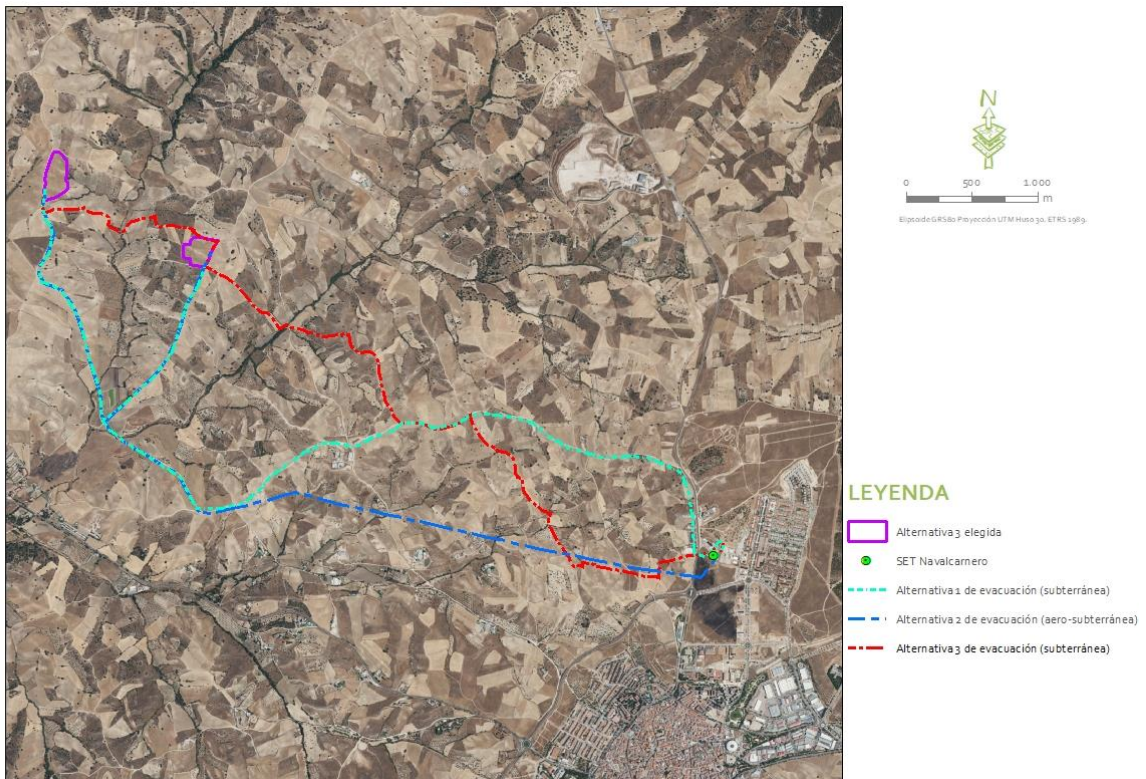 N
0 500 1.000
m
Elipsoide GRS80 Proyección UTM Huso 30. ETRS 1989.
LEYENDA
Alternativa 3 elegida
SET Navalcarnero
Alternativa 1 de evacuación (subterránea)
Alternativa 2 de evacuación (aero-subterránea)
Alternativa 3 de evacuación (subterránea)